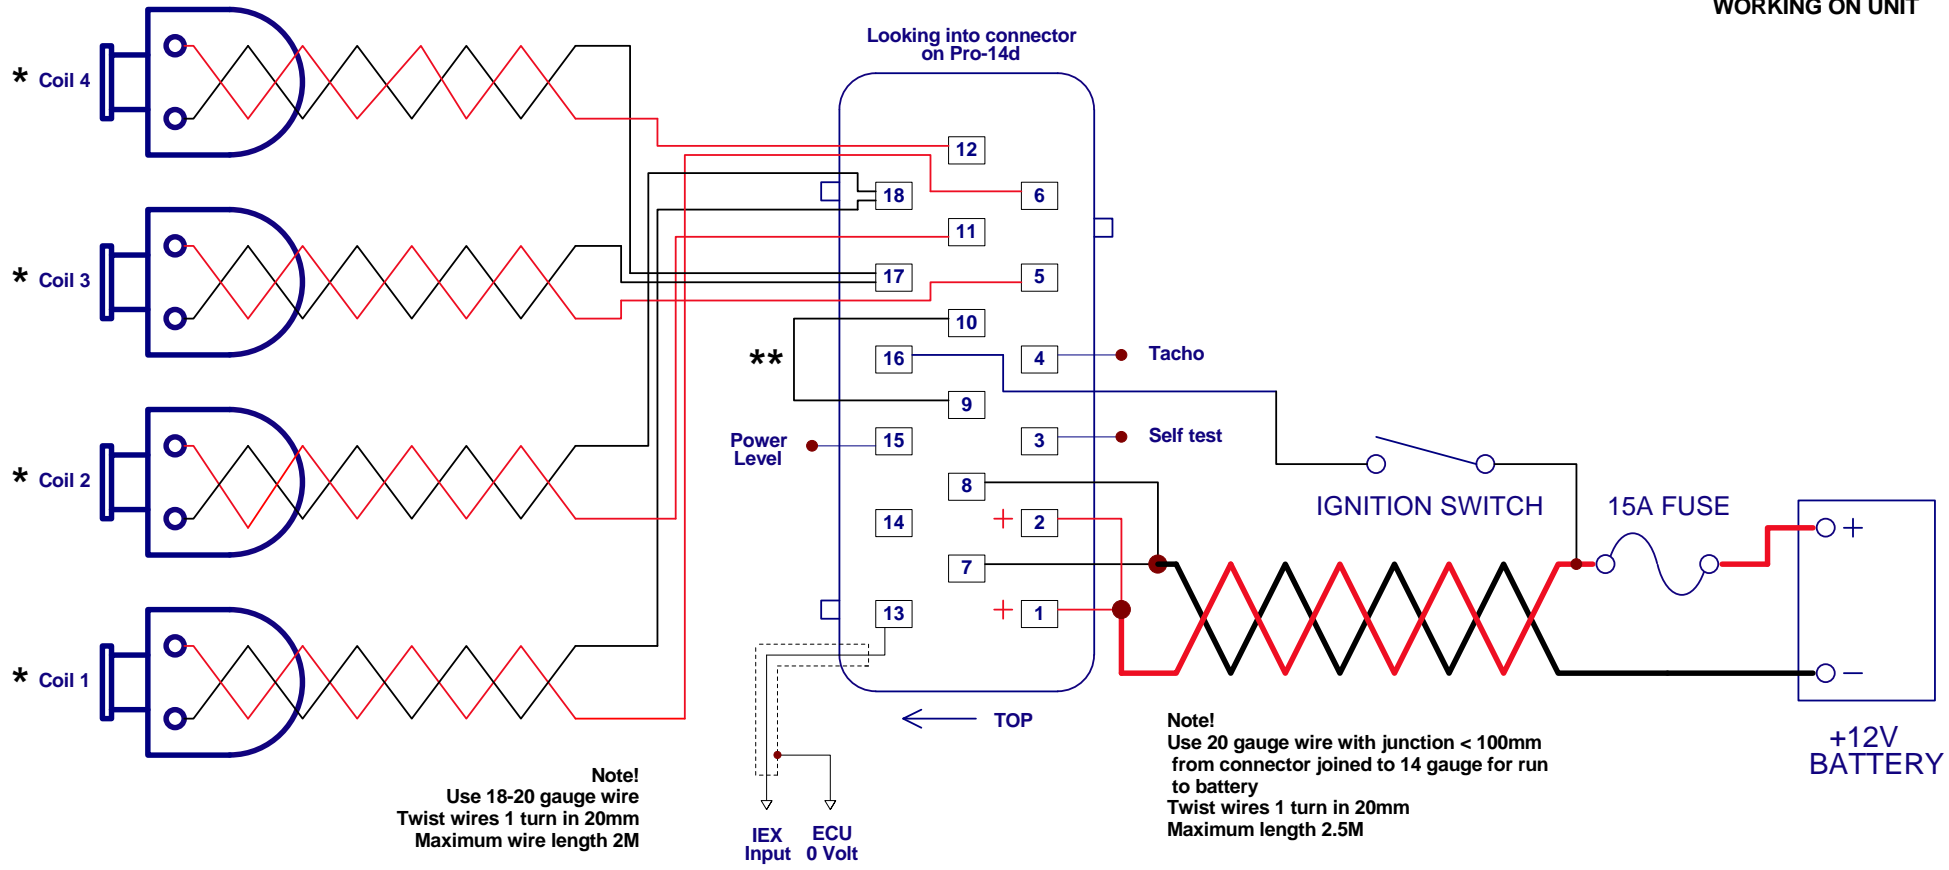 WORKING ON UNIT
Looking into connector
on Pro-14d
* Coil 4
12
18
6
11
* Coil 3
17
5
10
**
16
4
Tacho
9
Power
Level
15
3
Self test
* Coil 2
8
IGNITION SWITCH
15A FUSE
14
+ 2
+
7
13
+ 1
* Coil 1
−
TOP
+12V
BATTERY
Note!
Use 20 gauge wire with junction < 100mm
from connector joined to 14 gauge for run
to battery
Twist wires 1 turn in 20mm
Maximum length 2.5M
Note!
Use 18-20 gauge wire
Twist wires 1 turn in 20mm
Maximum wire length 2M
IEX
Input
ECU
0 Volt